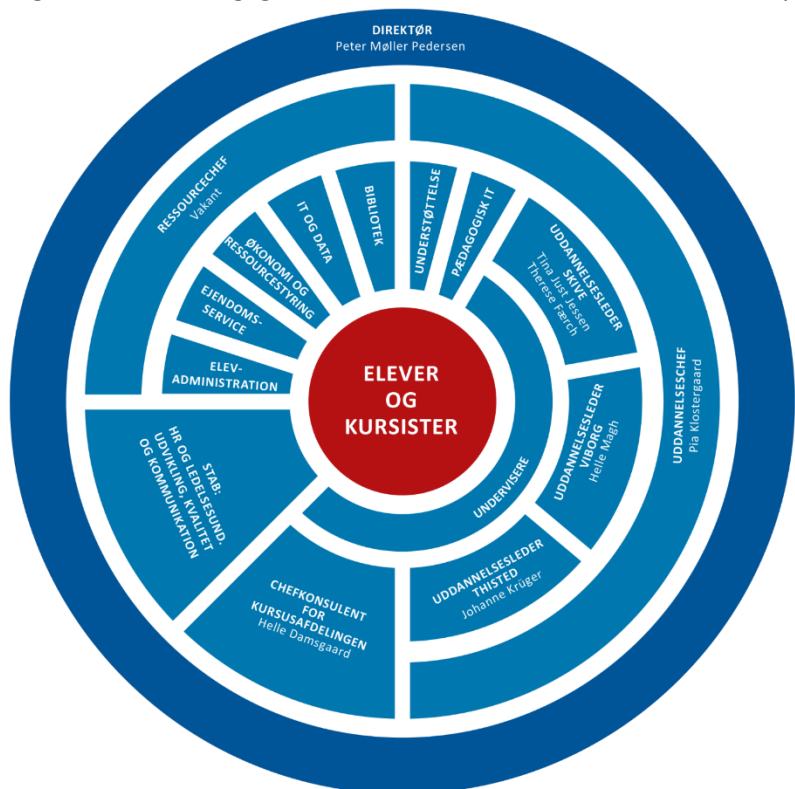 DIREKTØR
Peter Møller Pedersen
RESSOURCECHEF
Vakant
BIBLIOTEK
IT OG DATA
ØKONOMI OG
RESSOURCESTYRING
EJENDOMS-
SERVICE
ELEV-
ADMINISTRATION
UNDERSTØTTELSE
PÆDAGOGISK IT
UDDANNELSESLEDER
SKIVE
Tina Just Jessen
Therese Færch
UDDANNELSESCHEF
Pia Klostergaard
UDDANNELSESLEDER
VIBORG
Helle Magh
ELEVER
OG
KURSISTER
UNDERVISERE
UDDANNELSESLEDER
THISTED
Johanne Krüger
CHEFKONSULENT
FOR
KURSUSAFDELINGEN
Helle Damsgaard
STAB:
HR OG LEDELSESUND.
UDVIKLING, KVALITET
OG KOMMUNIKATION